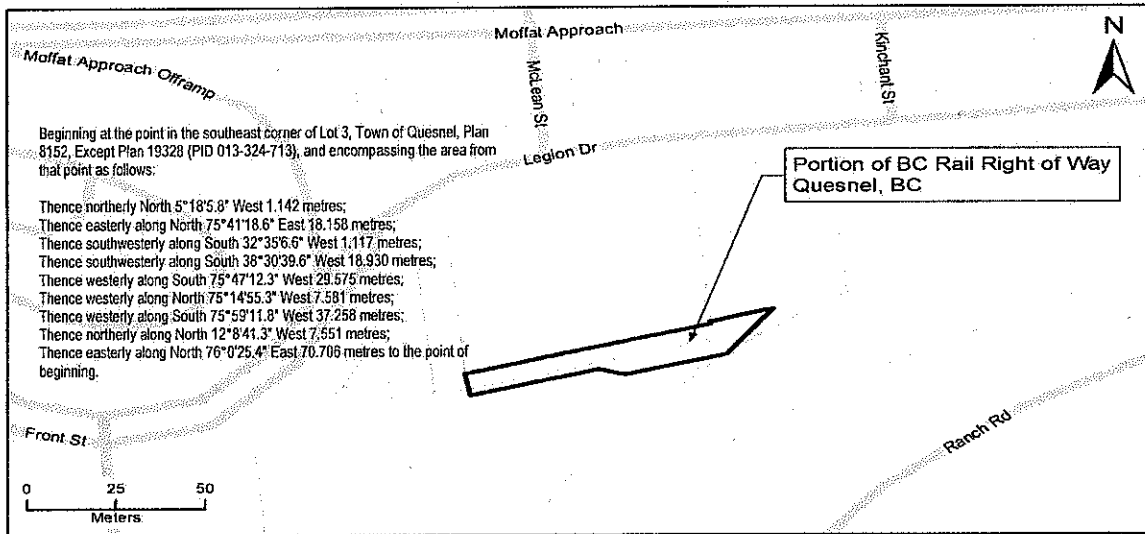 Moffat Approach
N
Moffat Approach Offramp
McLean St
Kinchant St
Beginning at the point in the southeast corner of Lot 3, Town of Quesnel, Plan
8152, Except Plan 19328 (PID 013-324-713), and encompassing the area from
that point as follows:
Legion Dr
Portion of BC Rail Right of Way
Quesnel, BC
Thence northerly North 5°18'5.8" West 1.142 metres;
Thence easterly along North 75°41'18.6" East 18.158 metres;
Thence southwesterly along South 32°35'6.6" West 1.117 metres;
Thence southwesterly along South 38°30'39.6" West 18.930 metres;
Thence westerly along South 75°47'12.3" West 29.575 metres;
Thence westerly along North 75°14'55.3" West 7.581 metres;
Thence westerly along South 75°59'11.8" West 37.258 metres;
Thence northerly along North 12°8'41.3" West 7.551 metres;
Thence easterly along North 76°0'25.4" East 70.706 metres to the point of
beginning.
Front St
Ranch Rd
0 25 50
Meters